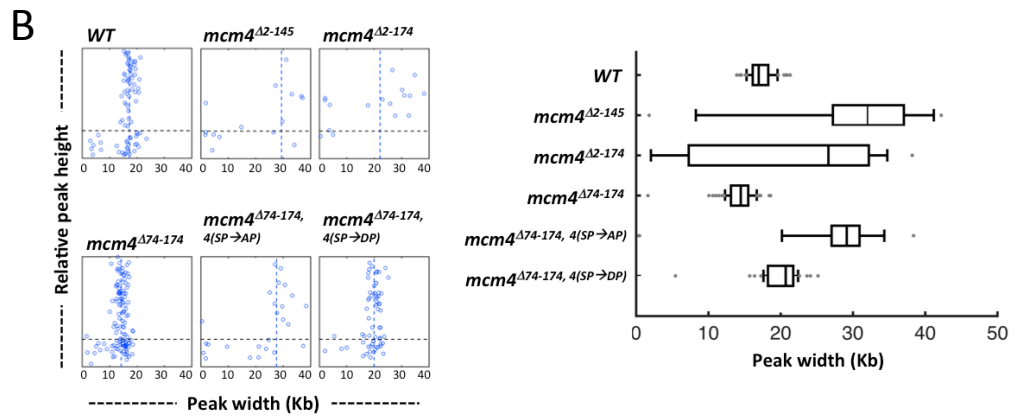 B
WT
mcm4Δ2-145
mcm4Δ2-174
0 10 20 30 40
0 10 20 30 40
0 10 20 30 40
mcm4Δ74-174
mcm4Δ74-174, 4(SP→AP)
mcm4Δ74-174, 4(SP→DP)
0 10 20 30 40
0 10 20 30 40
0 10 20 30 40
Relative peak height
Peak width (Kb)
WT
mcm4Δ2-145
mcm4Δ2-174
mcm4Δ74-174
mcm4Δ74-174, 4(SP→AP)
mcm4Δ74-174, 4(SP→DP)
0 10 20 30 40 50
Peak width (Kb)